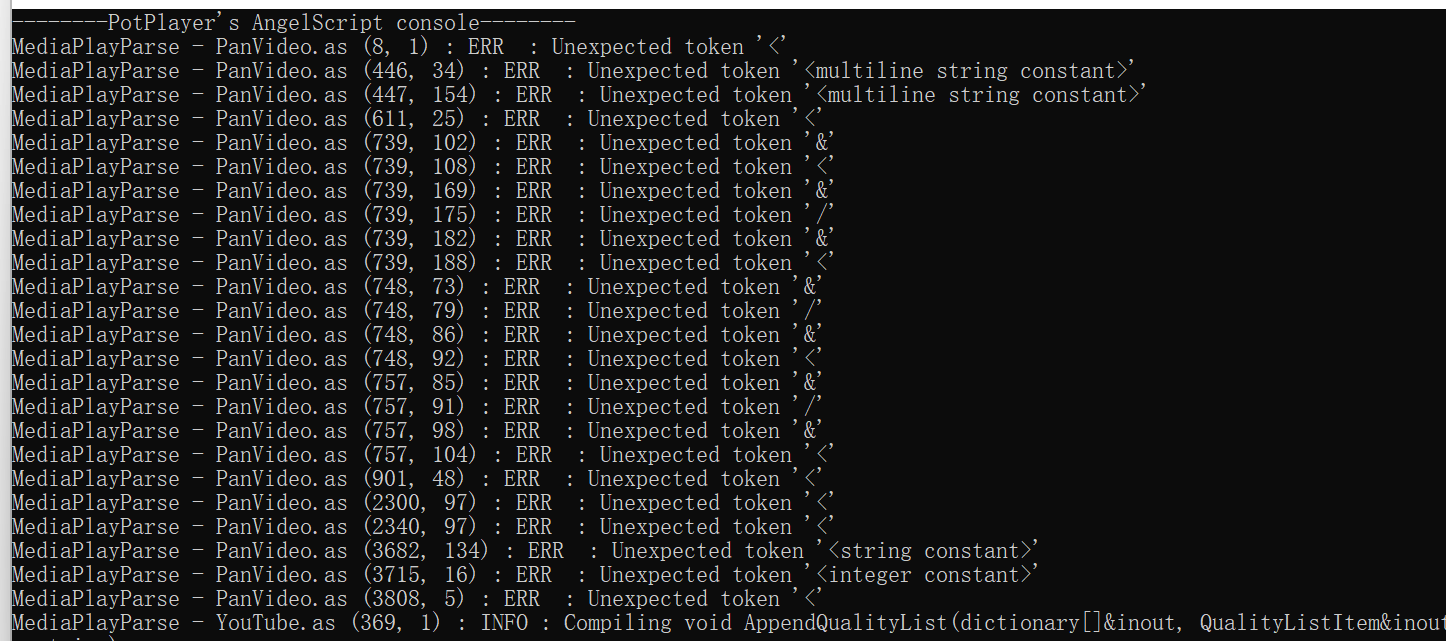 --------PotPlayer's AngelScript console--------
MediaPlayParse - PanVideo.as (8, 1) : ERR  : Unexpected token '<'
MediaPlayParse - PanVideo.as (446, 34) : ERR  : Unexpected token '<multiline string constant>'
MediaPlayParse - PanVideo.as (447, 154) : ERR  : Unexpected token '<multiline string constant>'
MediaPlayParse - PanVideo.as (611, 25) : ERR  : Unexpected token '<'
MediaPlayParse - PanVideo.as (739, 102) : ERR  : Unexpected token '&'
MediaPlayParse - PanVideo.as (739, 108) : ERR  : Unexpected token '<'
MediaPlayParse - PanVideo.as (739, 169) : ERR  : Unexpected token '&'
MediaPlayParse - PanVideo.as (739, 175) : ERR  : Unexpected token '/'
MediaPlayParse - PanVideo.as (739, 182) : ERR  : Unexpected token '&'
MediaPlayParse - PanVideo.as (739, 188) : ERR  : Unexpected token '<'
MediaPlayParse - PanVideo.as (748, 73) : ERR  : Unexpected token '&'
MediaPlayParse - PanVideo.as (748, 79) : ERR  : Unexpected token '/'
MediaPlayParse - PanVideo.as (748, 86) : ERR  : Unexpected token '&'
MediaPlayParse - PanVideo.as (748, 92) : ERR  : Unexpected token '<'
MediaPlayParse - PanVideo.as (757, 85) : ERR  : Unexpected token '&'
MediaPlayParse - PanVideo.as (757, 91) : ERR  : Unexpected token '/'
MediaPlayParse - PanVideo.as (757, 98) : ERR  : Unexpected token '&'
MediaPlayParse - PanVideo.as (757, 104) : ERR  : Unexpected token '<'
MediaPlayParse - PanVideo.as (901, 48) : ERR  : Unexpected token '<'
MediaPlayParse - PanVideo.as (2300, 97) : ERR  : Unexpected token '<'
MediaPlayParse - PanVideo.as (2340, 97) : ERR  : Unexpected token '<'
MediaPlayParse - PanVideo.as (3682, 134) : ERR  : Unexpected token '<string constant>'
MediaPlayParse - PanVideo.as (3715, 16) : ERR  : Unexpected token '<integer constant>'
MediaPlayParse - PanVideo.as (3808, 5) : ERR  : Unexpected token '<'
MediaPlayParse - YouTube.as (369, 1) : INFO : Compiling void AppendQualityList(dictionary[]&inout, QualityListItem&inout